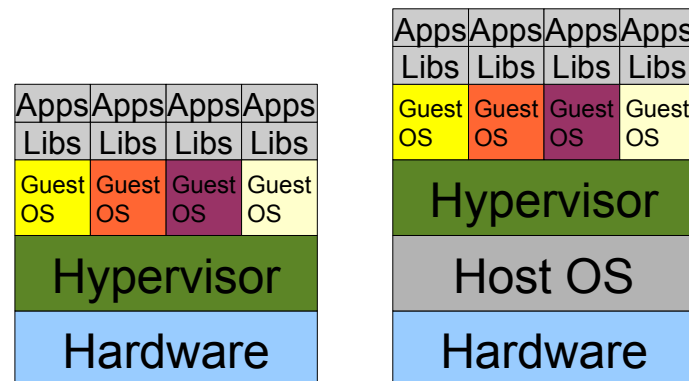 Apps Apps Apps Apps
Libs Libs Libs Libs
Guest Guest Guest Guest
OS OS OS OS
Hypervisor
Hardware
Apps Apps Apps Apps
Libs Libs Libs Libs
Guest Guest Guest Guest
OS OS OS OS
Hypervisor
Host OS
Hardware